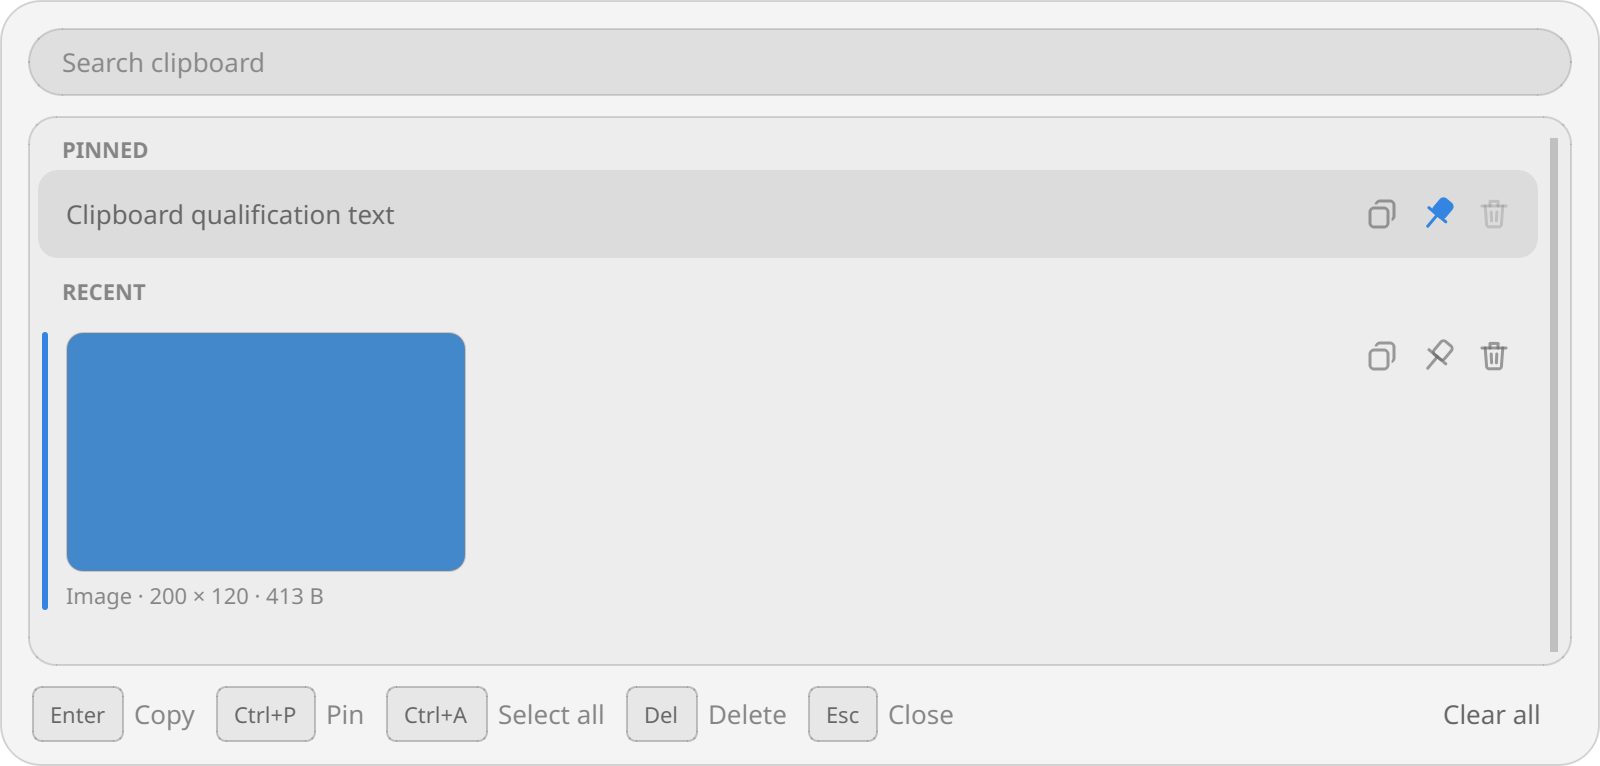 Search clipboard
PINNED
Clipboard qualification text
RECENT
Image · 200 × 120 · 413 B
Enter Copy Ctrl+P Pin Ctrl+A Select all Del Delete Esc Close Clear all